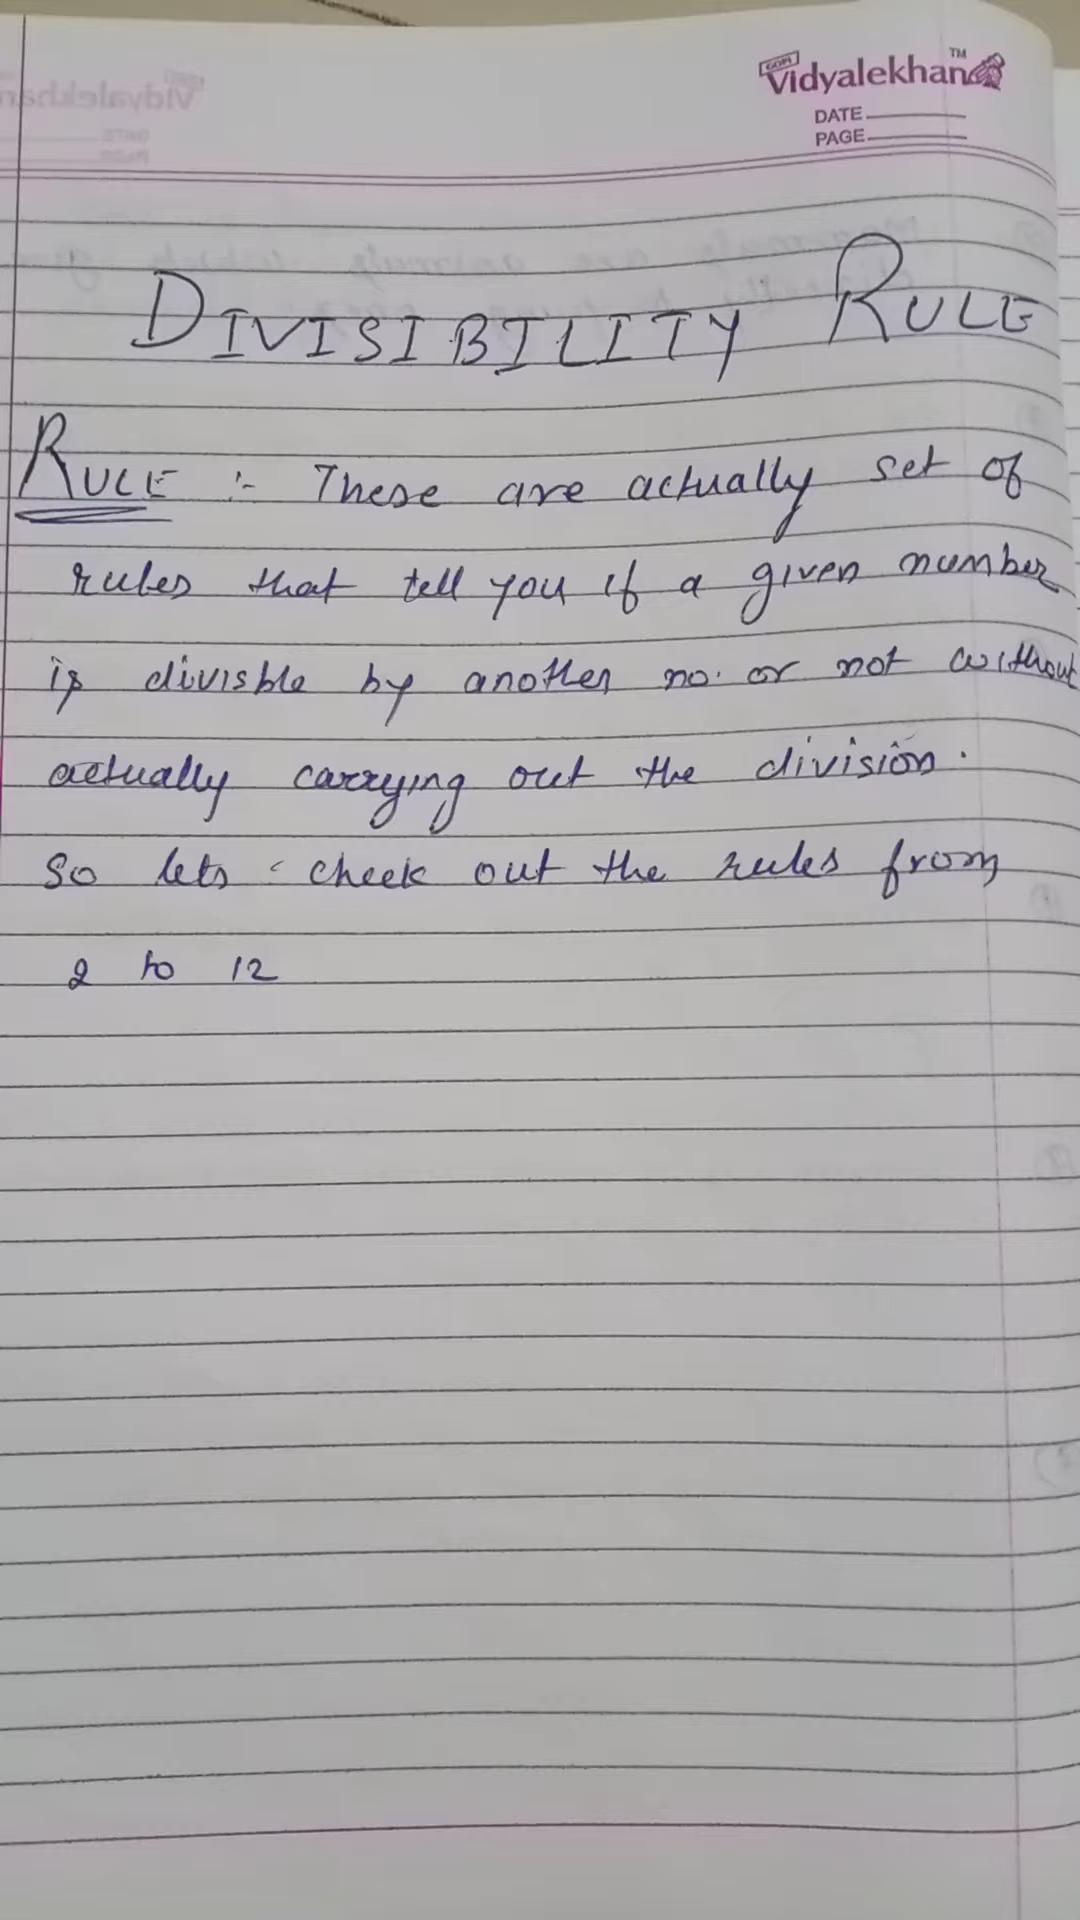 GOPI
Vidyalekhan TM
DATE
PAGE
DIVISIBILITY RULE
RULE :- These are actually set of
rules that tell you if a given number
is divisble by another no. or not without
actually carrying out the division.
So lets check out the rules from
2 to 12